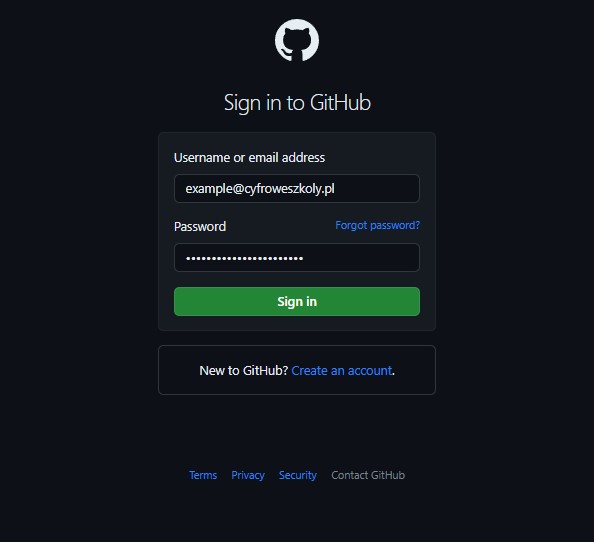 Sign in to GitHub
Username or email address
example@cyfroweszkoly.pl
Password Forgot password?
•••••••••••••••••••••••
Sign in
New to GitHub? Create an account.
Terms Privacy Security Contact GitHub